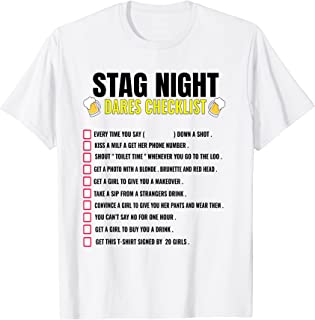 STAG NIGHT
DARES CHECKLIST
EVERY TIME YOU SAY (            ) DOWN A SHOT .
KISS A MILF A GET HER PHONE NUMBER .
SHOUT " TOILET TIME " WHENEVER YOU GO TO THE LOO .
GET A PHOTO WITH A BLONDE . BRUNETTE AND RED HEAD .
GET A GIRL TO GIVE YOU A MAKEOVER .
TAKE A SIP FROM A STRANGERS DRINK .
CONVINCE A GIRL TO GIVE YOU HER PANTS AND WEAR THEM .
YOU CAN'T SAY NO FOR ONE HOUR .
GET A GIRL TO BUY YOU A DRINK .
GET THIS T-SHIRT SIGNED BY 20 GIRLS .